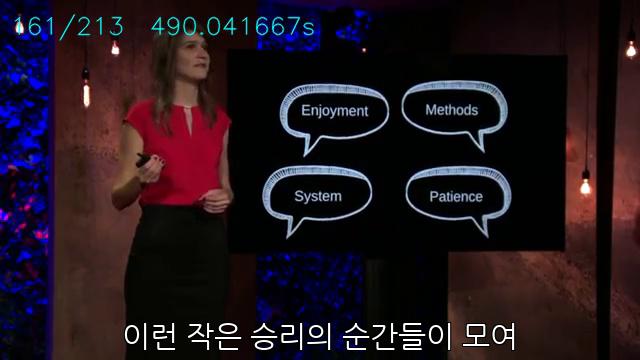 161/213 490.041667s
Enjoyment Methods
System Patience
이런 작은 승리의 순간들이 모여